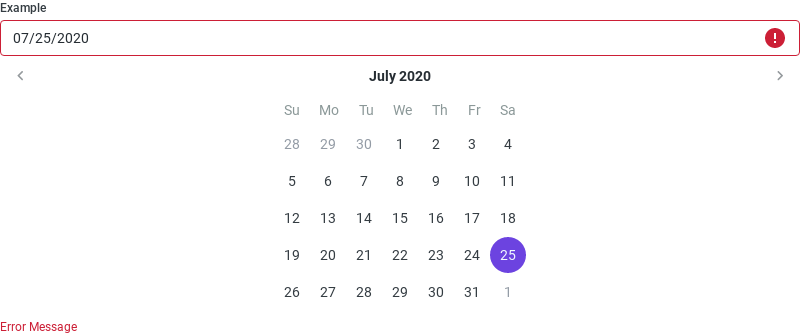 Example
07/25/2020
July 2020
Su Mo Tu We Th Fr Sa
28 29 30 1 2 3 4
5 6 7 8 9 10 11
12 13 14 15 16 17 18
19 20 21 22 23 24 25
26 27 28 29 30 31 1
Error Message